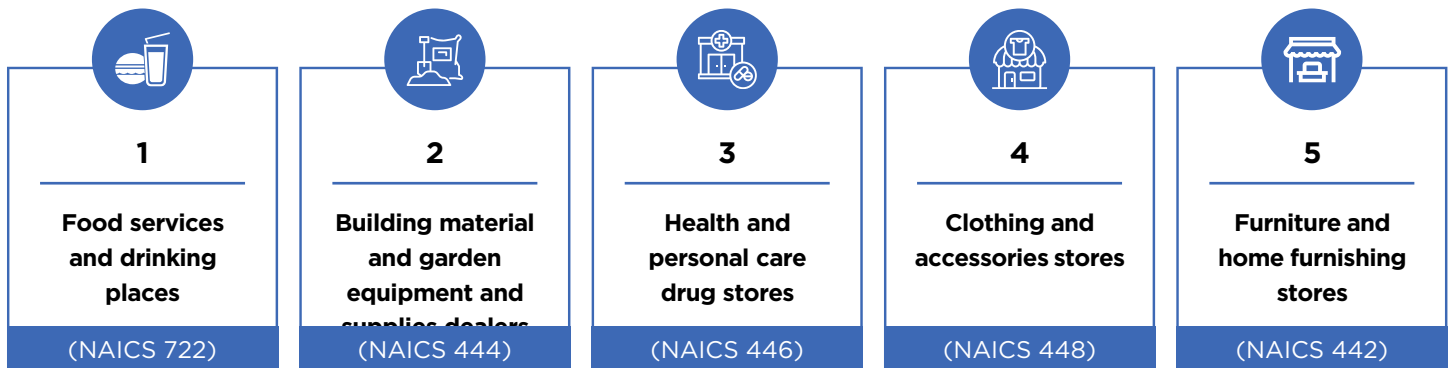 1
Food services
and drinking
places
(NAICS 722)
2
Building material
and garden
equipment and
supplies dealers
(NAICS 444)
3
Health and
personal care
drug stores
(NAICS 446)
4
Clothing and
accessories stores
(NAICS 448)
5
Furniture and
home furnishing
stores
(NAICS 442)